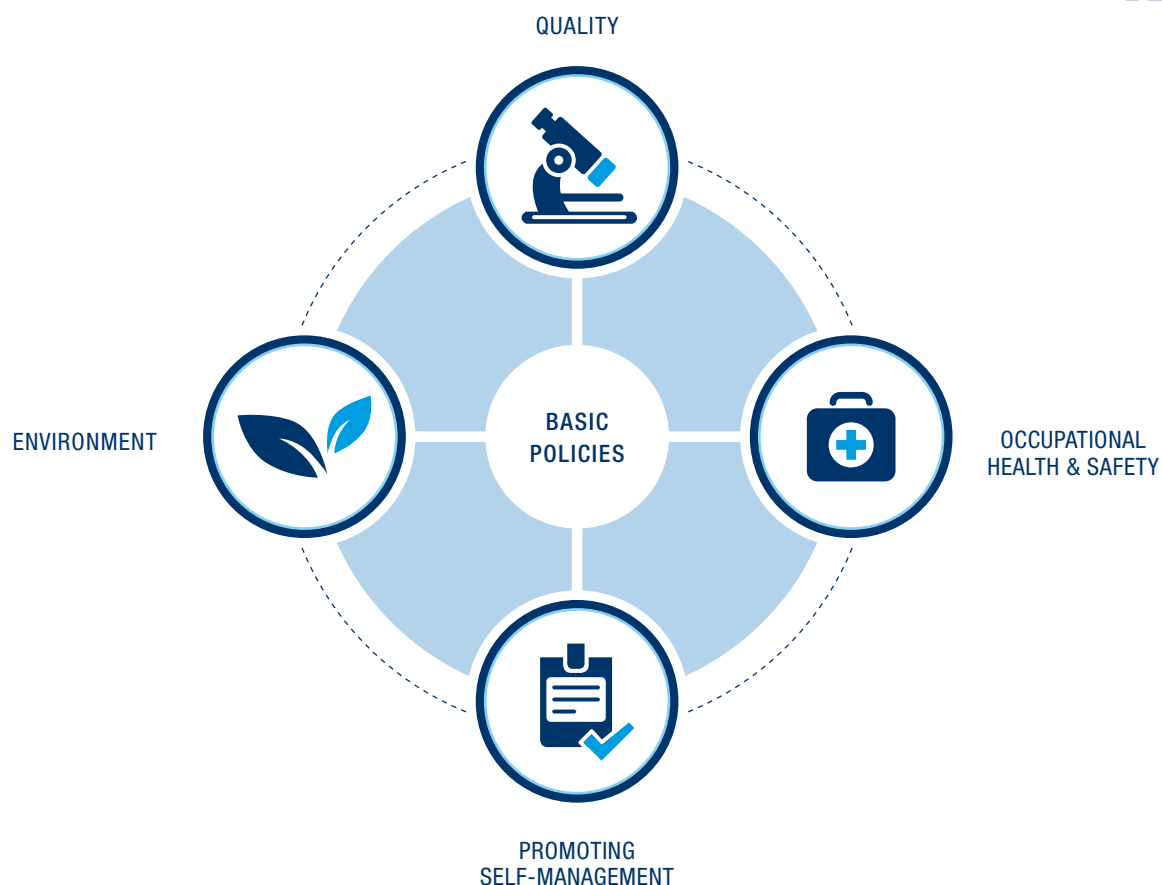 QUALITY
ENVIRONMENT
BASIC
POLICIES
OCCUPATIONAL
HEALTH & SAFETY
PROMOTING
SELF-MANAGEMENT